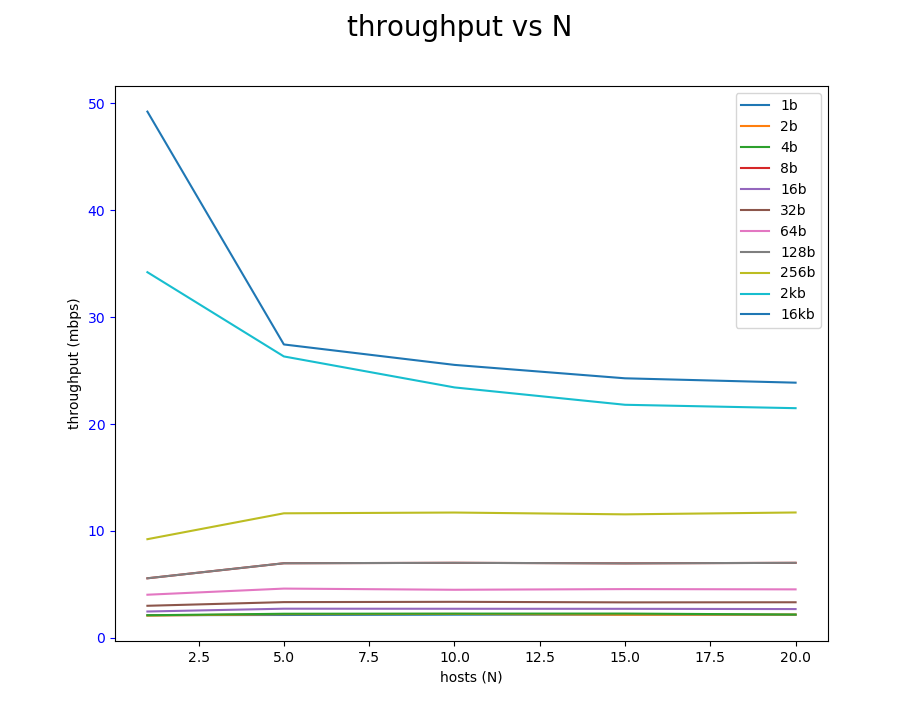 throughput vs N
50
40
30
20
10
0
throughput (mbps)
2.5 5.0 7.5 10.0 12.5 15.0 17.5 20.0
hosts (N)
1b
2b
4b
8b
16b
32b
64b
128b
256b
2kb
16kb